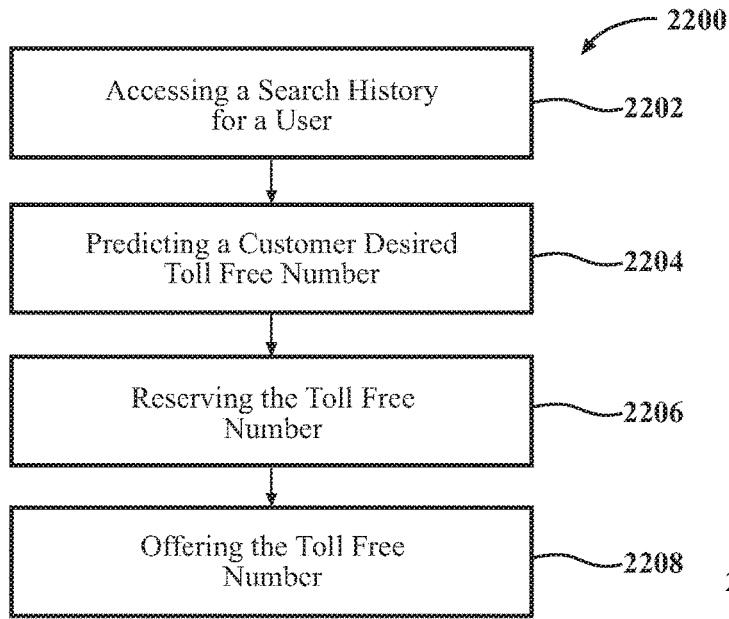 2200
Accessing a Search History
for a User
2202
Predicting a Customer Desired
Toll Free Number
2204
Reserving the Toll Free
Number
2206
Offering the Toll Free
Number
2208